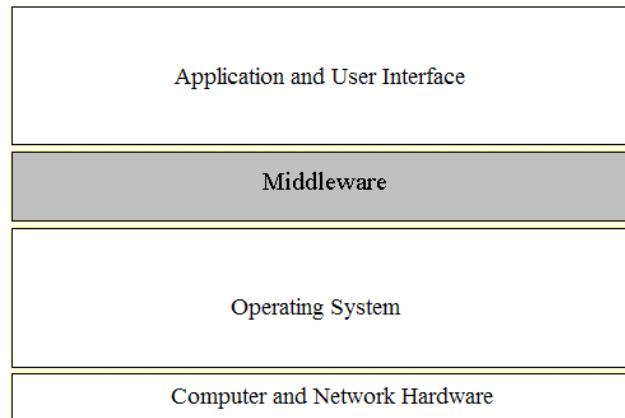 Application and User Interface
Middleware
Operating System
Computer and Network Hardware